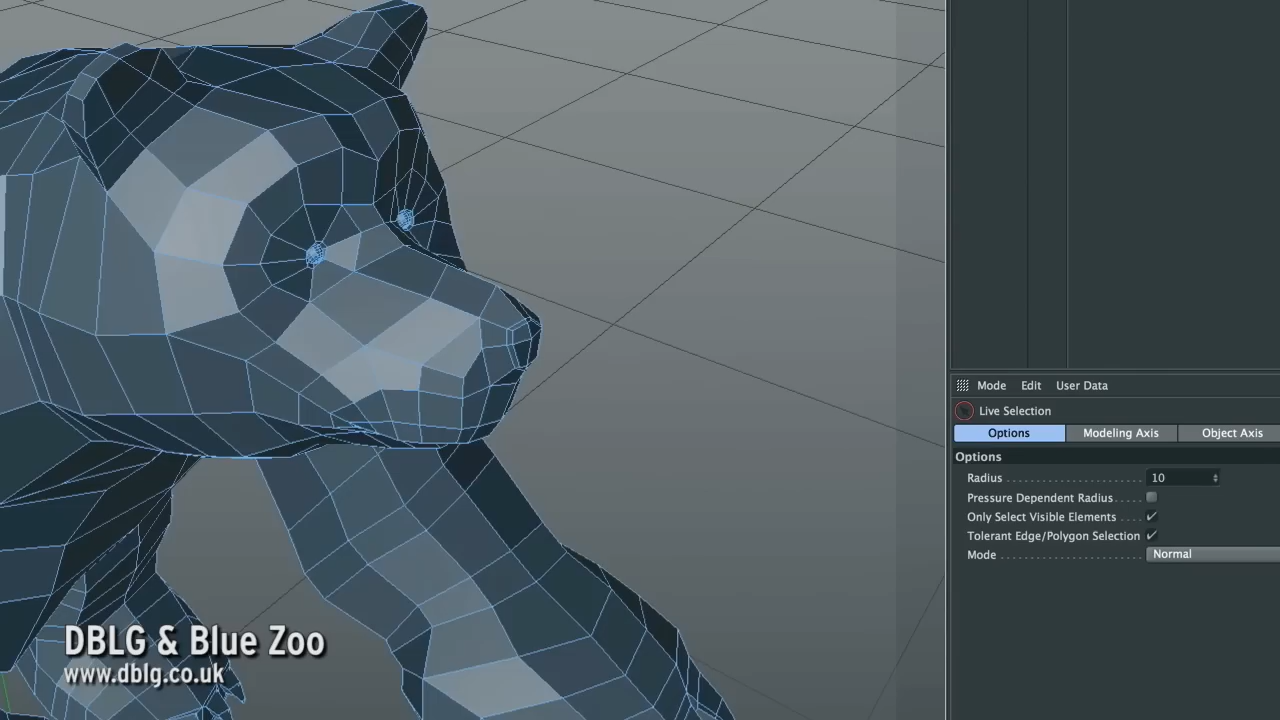 Mode Edit User Data
Live Selection
Options Modeling Axis Object Axis
Options
Radius 10
Pressure Dependent Radius
Only Select Visible Elements
Tolerant Edge/Polygon Selection
Mode Normal
DBLG & Blue Zoo
www.dblg.co.uk